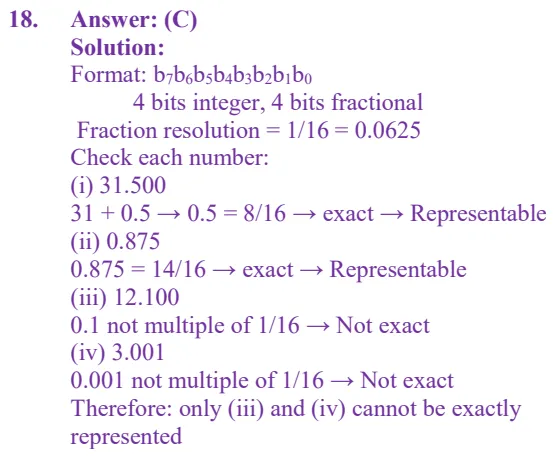 18. Answer: (C)
Solution:
Format: b₇b₆b₅b₄b₃b₂b₁b₀
4 bits integer, 4 bits fractional
Fraction resolution = 1/16 = 0.0625
Check each number:
(i) 31.500
31 + 0.5 → 0.5 = 8/16 → exact → Representable
(ii) 0.875
0.875 = 14/16 → exact → Representable
(iii) 12.100
0.1 not multiple of 1/16 → Not exact
(iv) 3.001
0.001 not multiple of 1/16 → Not exact
Therefore: only (iii) and (iv) cannot be exactly
represented